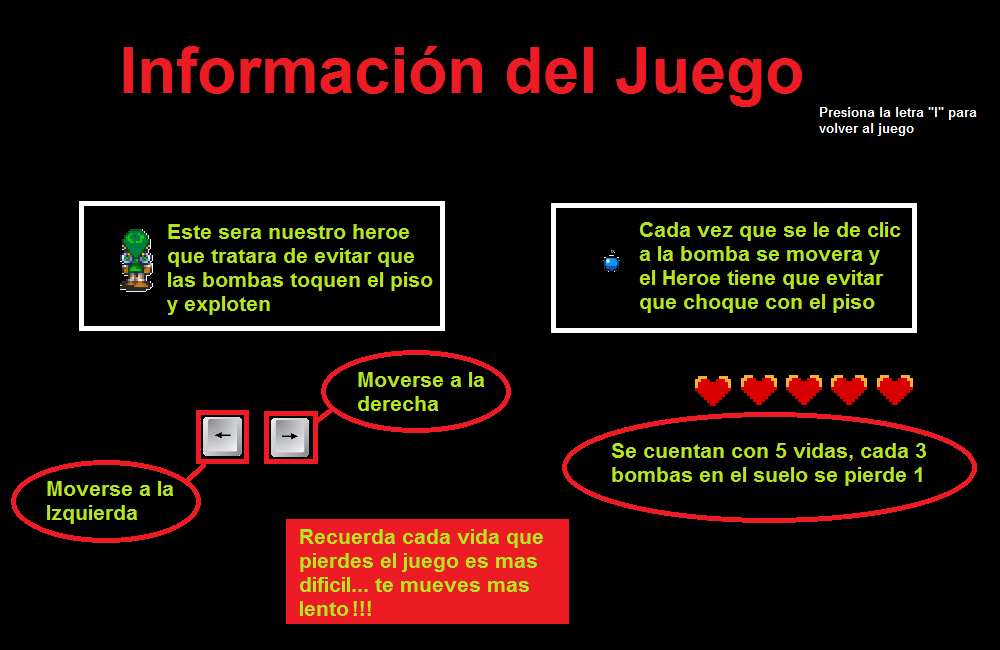 Información del Juego
Presiona la letra "I" para
volver al juego
Este sera nuestro heroe
que tratara de evitar que
las bombas toquen el piso
y exploten
Cada vez que se le de clic
a la bomba se movera y
el Heroe tiene que evitar
que choque con el piso
Moverse a la
derecha
←
→
Moverse a la
Izquierda
Se cuentan con 5 vidas, cada 3
bombas en el suelo se pierde 1
Recuerda cada vida que
pierdes el juego es mas
dificil... te mueves mas
lento !!!